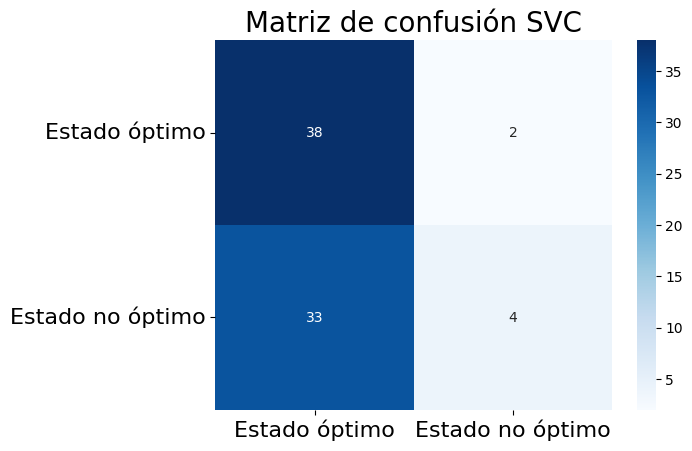 Matriz de confusión SVC
Estado óptimo
38
2
Estado no óptimo
33
4
Estado óptimo
Estado no óptimo
35
30
25
20
15
10
5